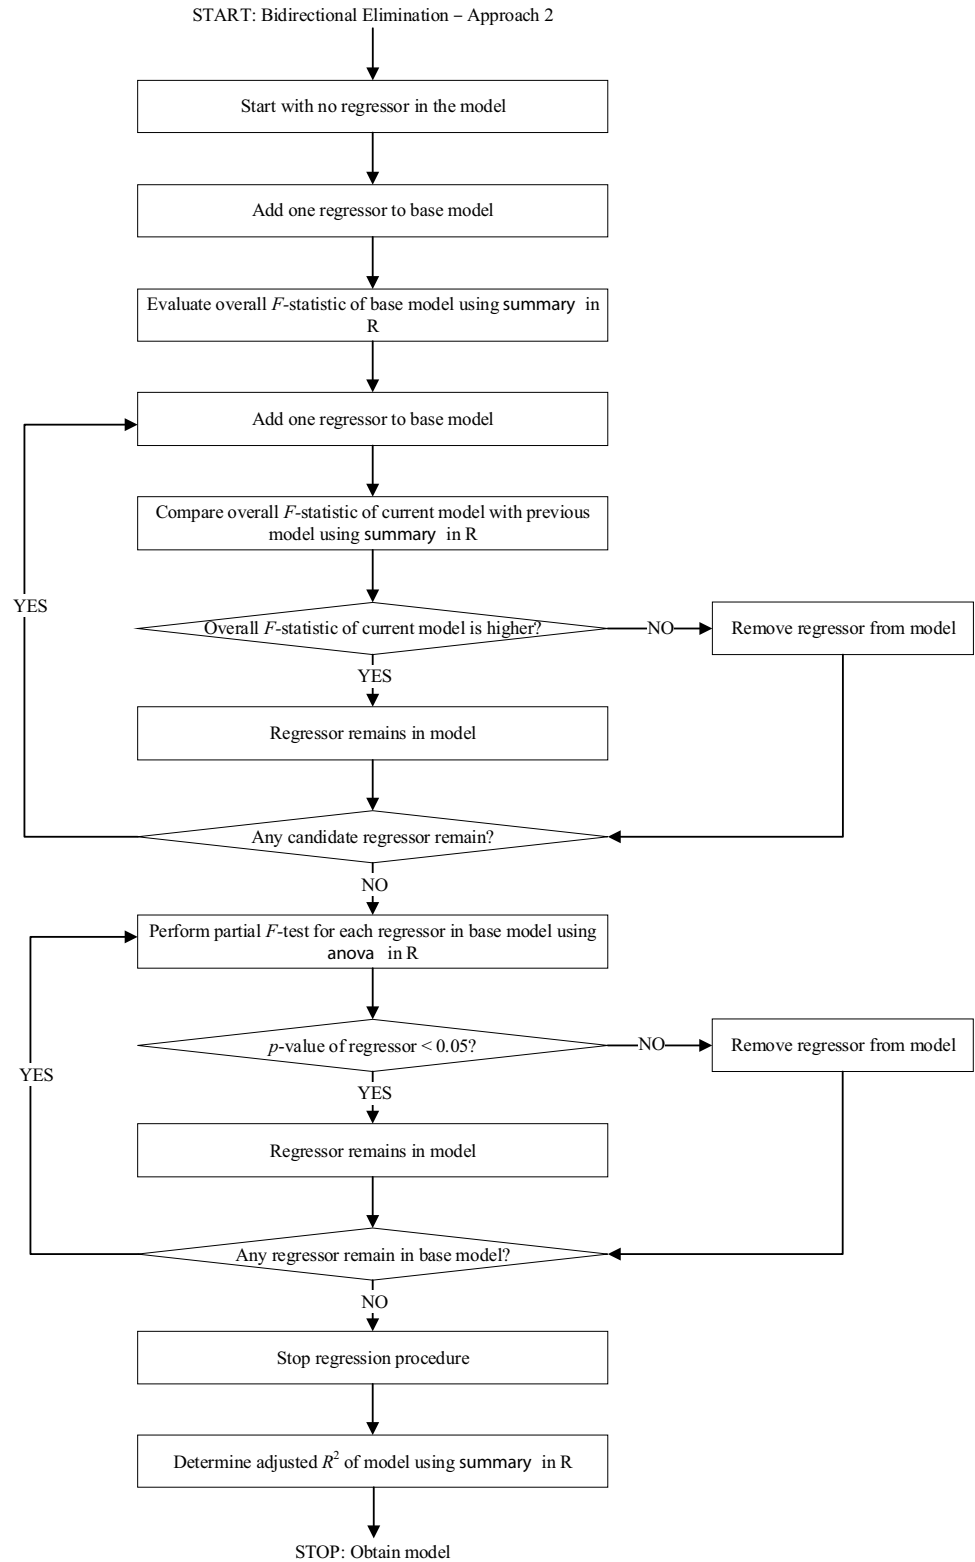 START: Bidirectional Elimination – Approach 2
Start with no regressor in the model
Add one regressor to base model
Evaluate overall F-statistic of base model using summary in
R
Add one regressor to base model
Compare overall F-statistic of current model with previous
model using summary in R
YES
Overall F-statistic of current model is higher?
NO
Remove regressor from model
YES
Regressor remains in model
Any candidate regressor remain?
NO
Perform partial F-test for each regressor in base model using
anova in R
YES
p-value of regressor < 0.05?
NO
Remove regressor from model
YES
Regressor remains in model
Any regressor remain in base model?
NO
Stop regression procedure
Determine adjusted R² of model using summary in R
STOP: Obtain model